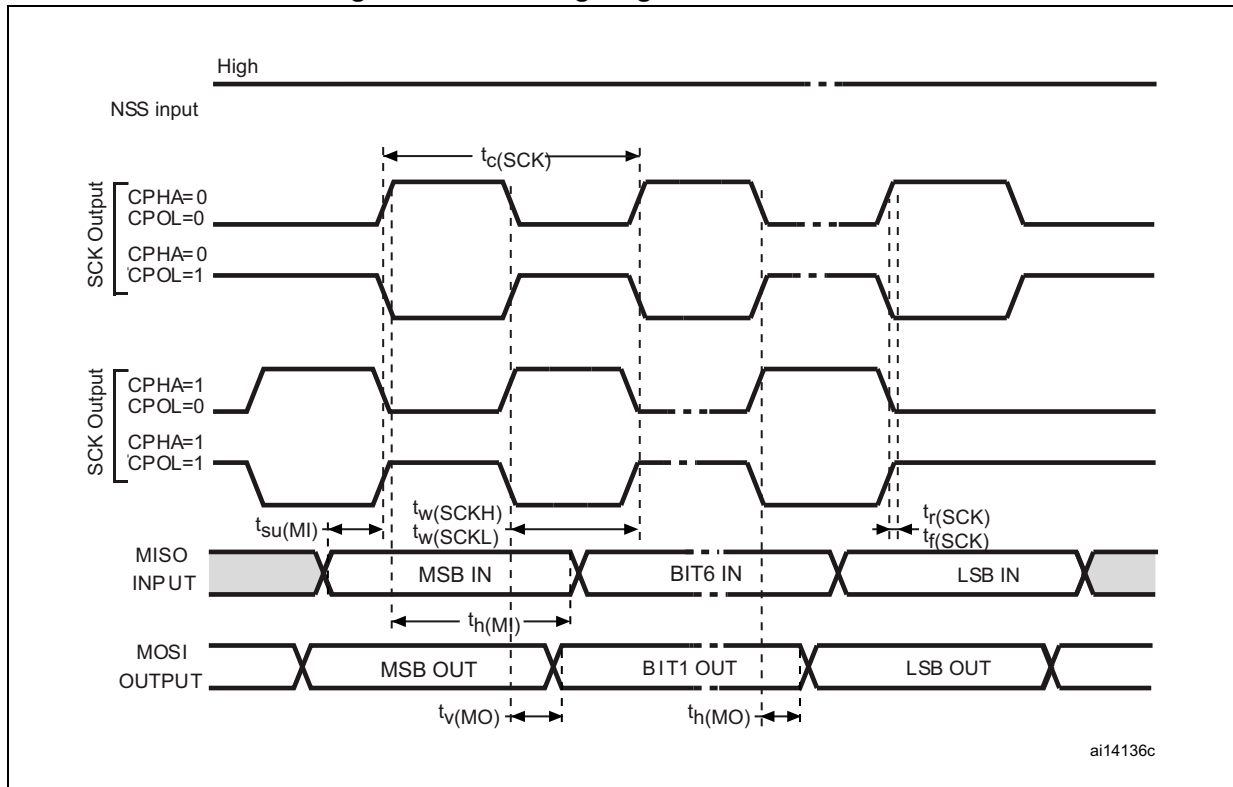 High
NSS input
tc(SCK)
SCK Output
CPHA=0
CPOL=0
CPHA=0
CPOL=1
SCK Output
CPHA=1
CPOL=0
CPHA=1
CPOL=1
tsu(MI)
tw(SCKH)
tw(SCKL)
tr(SCK)
tf(SCK)
MISO
INPUT
MSB IN
BIT6 IN
LSB IN
th(MI)
MOSI
OUTPUT
MSB OUT
BIT1 OUT
LSB OUT
tv(MO)
th(MO)
ai14136c